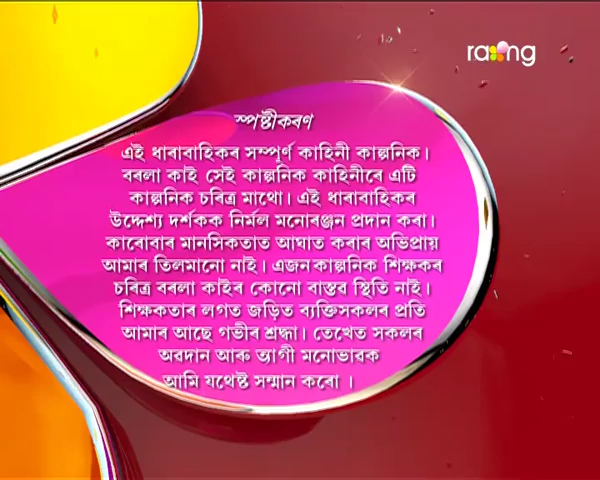 rang
স্পষ্টীকৰণ
এই ধাৰাবাহিকৰ সম্পূৰ্ণ কাহিনী কাল্পনিক।
বৰলা কাই সেই কাল্পনিক কাহিনীৰে এটি
কাল্পনিক চৰিত্ৰ মাথো। এই ধাৰাবাহিকৰ
উদ্দেশ্য দৰ্শকক নিৰ্মল মনোৰঞ্জন প্ৰদান কৰা।
কাৰোবাৰ মানসিকতাত আঘাত কৰাৰ অভিপ্ৰায়
আমাৰ তিলমানো নাই। এজন কাল্পনিক শিক্ষকৰ
চৰিত্ৰ বৰলা কাইৰ কোনো বাস্তৱ স্থিতি নাই।
শিক্ষকতাৰ লগত জড়িত ব্যক্তিসকলৰ প্ৰতি
আমাৰ আছে গভীৰ শ্ৰদ্ধা। তেখেত সকলৰ
অৱদান আৰু ত্যাগী মনোভাৱক
আমি যথেষ্ট সন্মান কৰো ।